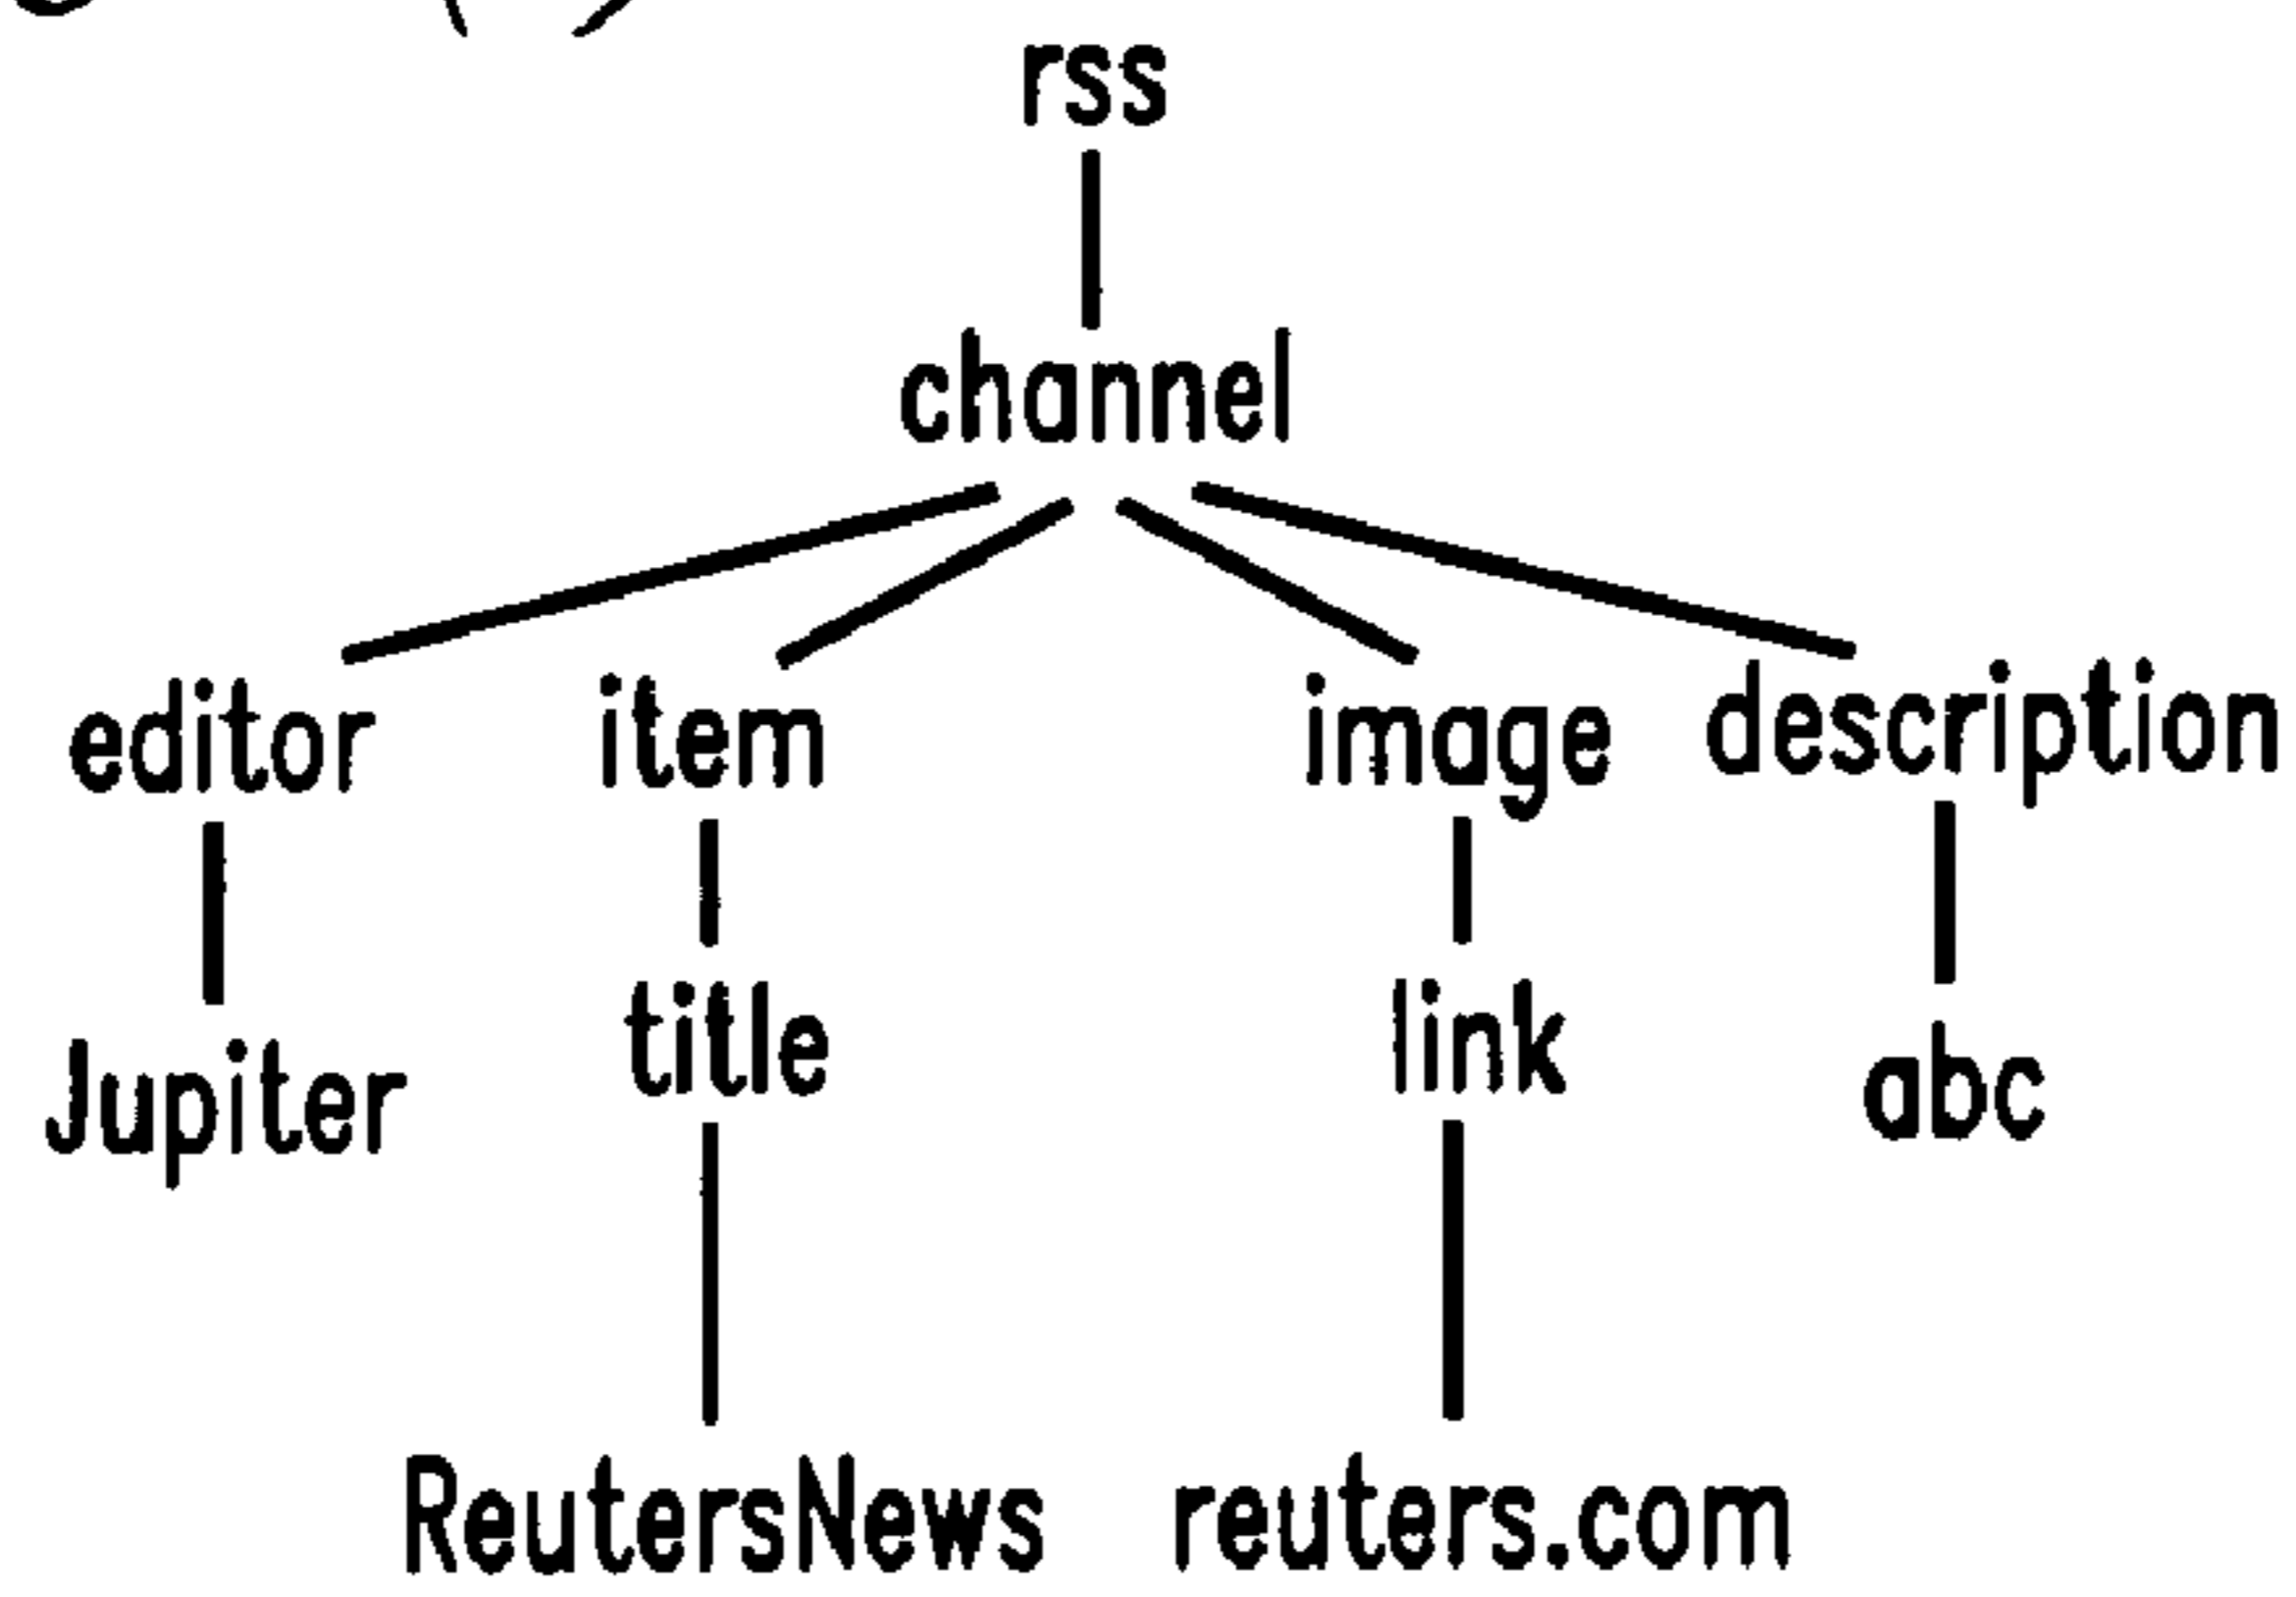 rss
channel
editor item image description
Jupiter title link abc
ReutersNews reuters.com